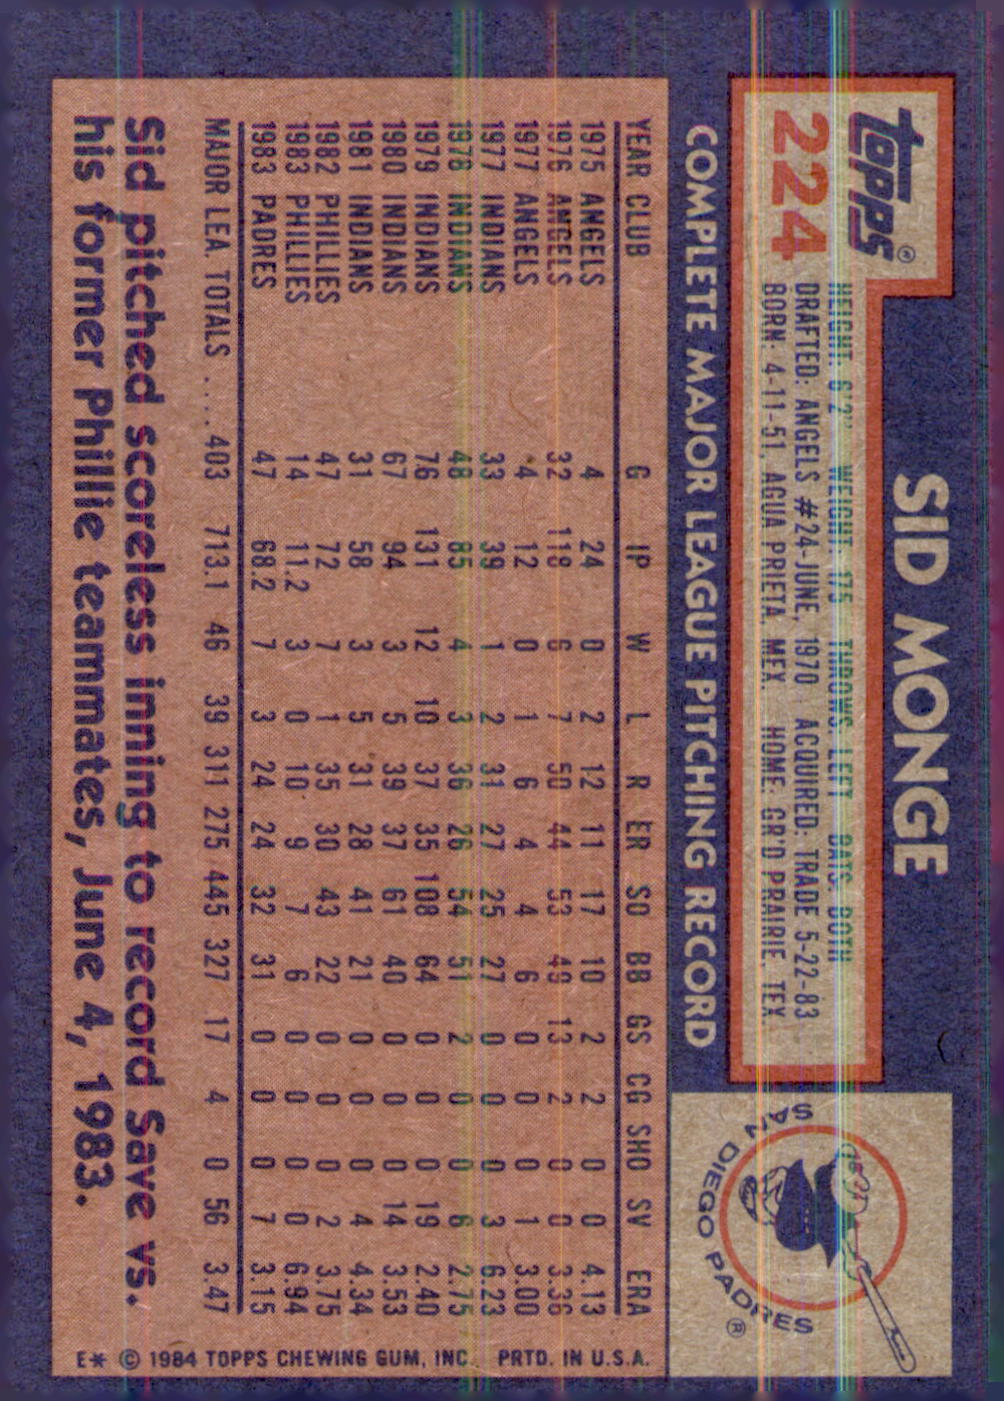 topps®
224
SID MONGE
HEIGHT: 6'2" WEIGHT: 175 THROWS: LEFT BATS: BOTH
DRAFTED: ANGELS #24-JUNE, 1970 ACQUIRED: TRADE 5-22-83
BORN: 4-11-51, AGUA PRIETA, MEX. HOME: GR'D PRAIRIE, TEX.
SAN DIEGO PADRES ®
COMPLETE MAJOR LEAGUE PITCHING RECORD
YEAR CLUB G IP W L R ER SO BB GS CG SHO SV ERA
1975 ANGELS 4 24 0 2 12 11 17 10 2 2 0 0 4.13
1976 ANGELS 32 118 6 7 50 44 53 49 13 2 0 0 3.36
1977 ANGELS 4 12 0 1 6 4 4 6 0 0 0 1 3.00
1977 INDIANS 33 39 1 2 31 27 25 27 0 0 0 3 6.23
1978 INDIANS 48 85 4 3 36 26 54 51 2 0 0 6 2.75
1979 INDIANS 76 131 12 10 37 35 108 64 0 0 0 19 2.40
1980 INDIANS 67 94 3 5 39 37 61 40 0 0 0 14 3.53
1981 INDIANS 31 58 3 5 31 28 41 21 0 0 0 4 4.34
1982 PHILLIES 47 72 7 1 35 30 43 22 0 0 0 2 3.75
1983 PHILLIES 14 11.2 3 0 10 9 7 6 0 0 0 0 6.94
1983 PADRES 47 68.2 7 3 24 24 32 31 0 0 0 7 3.15
MAJOR LEA. TOTALS .... 403 713.1 46 39 311 275 445 327 17 4 0 56 3.47
Sid pitched scoreless inning to record Save vs.
his former Phillie teammates, June 4, 1983.
E* © 1984 TOPPS CHEWING GUM, INC. PRTD. IN U.S.A.